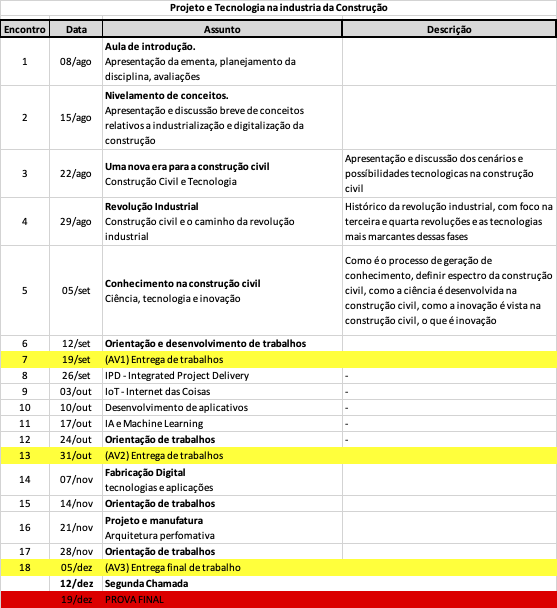 Projeto e Tecnologia na industria da Construção
Encontro Data Assunto Descrição
1 08/ago Aula de introdução.
Apresentação da ementa, planejamento da
disciplina, avaliações
2 15/ago Nivelamento de conceitos.
Apresentação e discussão breve de conceitos
relativos a industrialização e digitalização da
construção
3 22/ago Uma nova era para a construção civil
Construção Civil e Tecnologia
Apresentação e discussão dos cenários e
possíbilidades tecnologicas na construção
civil
4 29/ago Revolução Industrial
Construção civil e o caminho da revolução
industrial
Histórico da revolução industrial, com foco na
terceira e quarta revoluções e as tecnologias
mais marcantes dessas fases
5 05/set Conhecimento na construção civil
Ciência, tecnologia e inovação
Como é o processo de geração de
conhecimento, definir espectro da construção
civil, como a ciência é desenvolvida na
construção civil, como a inovação é vista na
construção civil, o que é inovação
6 12/set Orientação e desenvolvimento de trabalhos
7 19/set (AV1) Entrega de trabalhos
8 26/set IPD - Integrated Project Delivery -
9 03/out IoT - Internet das Coisas -
10 10/out Desenvolvimento de aplicativos -
11 17/out IA e Machine Learning -
12 24/out Orientação de trabalhos -
13 31/out (AV2) Entrega de trabalhos
14 07/nov Fabricação Digital
tecnologias e aplicações
15 14/nov Orientação de trabalhos
16 21/nov Projeto e manufatura
Arquitetura perfomativa
17 28/nov Orientação de trabalhos
18 05/dez (AV3) Entrega final de trabalho
12/dez Segunda Chamada
19/dez PROVA FINAL